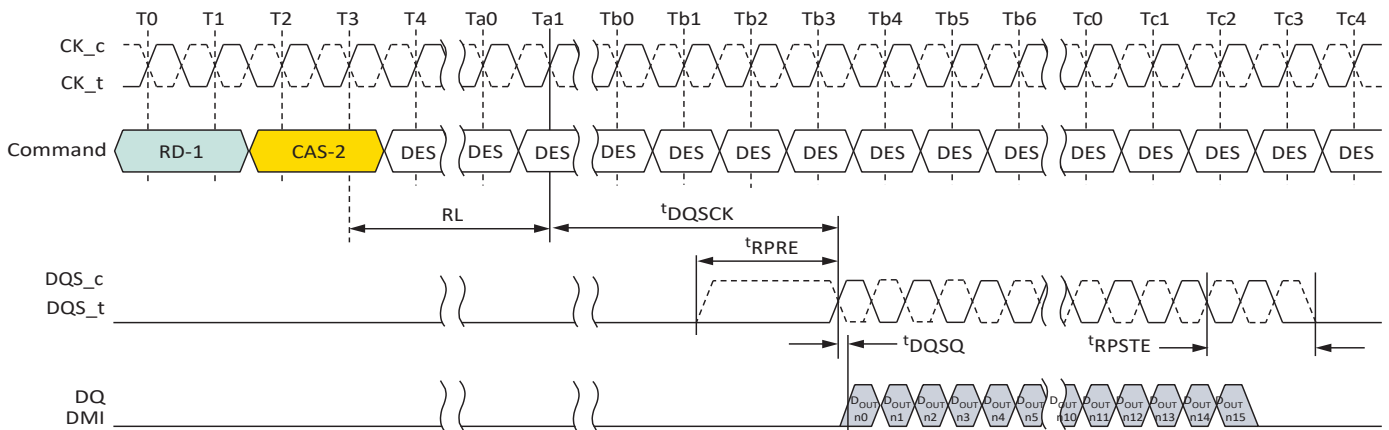 T0 T1 T2 T3 T4 Ta0 Ta1 Tb0 Tb1 Tb2 Tb3 Tb4 Tb5 Tb6 Tc0 Tc1 Tc2 Tc3 Tc4
CK_c
CK_t
Command RD-1 CAS-2 DES DES DES DES DES DES DES DES DES DES DES DES DES DES DES
RL tDQSCK
tRPRE
DQS_c
DQS_t
tDQSQ tRPSTE
DQ
DMI
DOUT DOUT DOUT DOUT DOUT DOUT DOUT DOUT DOUT DOUT DOUT DOUT
n0 n1 n2 n3 n4 n5 n10 n11 n12 n13 n14 n15